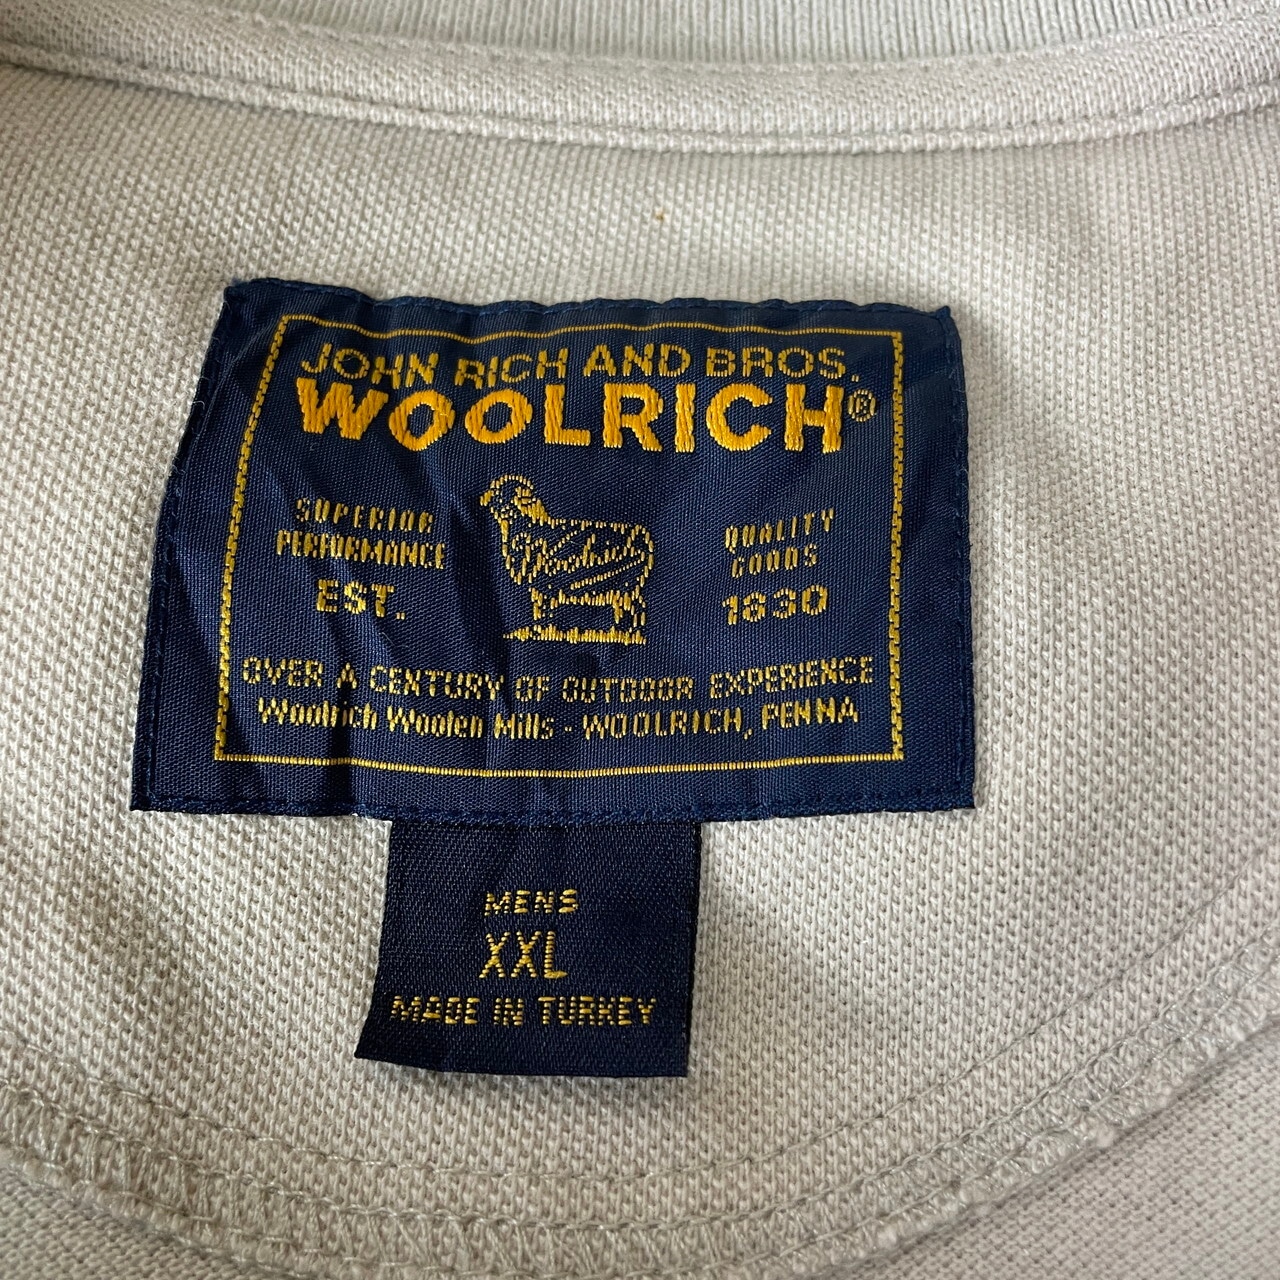 JOHN RICH AND BROS.
WOOLRICH®
SUPERIOR
PERFORMANCE
EST.
Woolrich
QUALITY
GOODS
1830
OVER A CENTURY OF OUTDOOR EXPERIENCE
Woolrich Woolen Mills - WOOLRICH, PENNA
MENS
XXL
MADE IN TURKEY